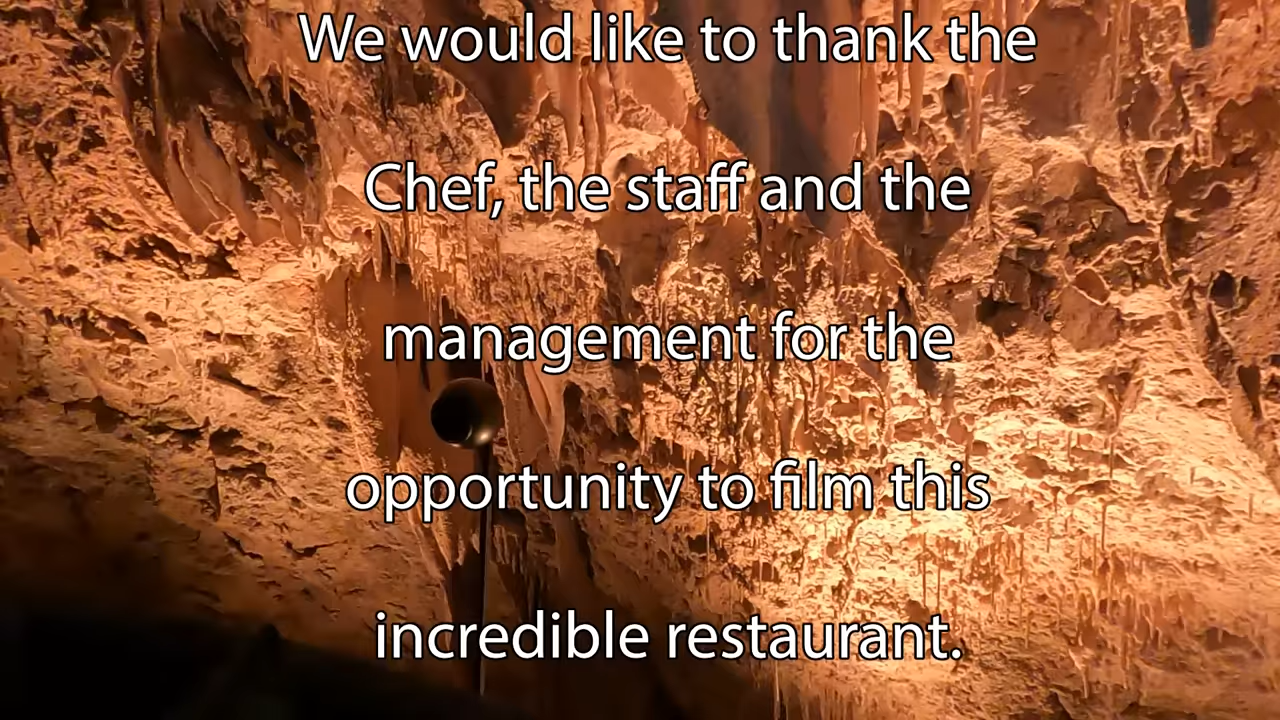 We would like to thank the
Chef, the staff and the
management for the
opportunity to film this
incredible restaurant.